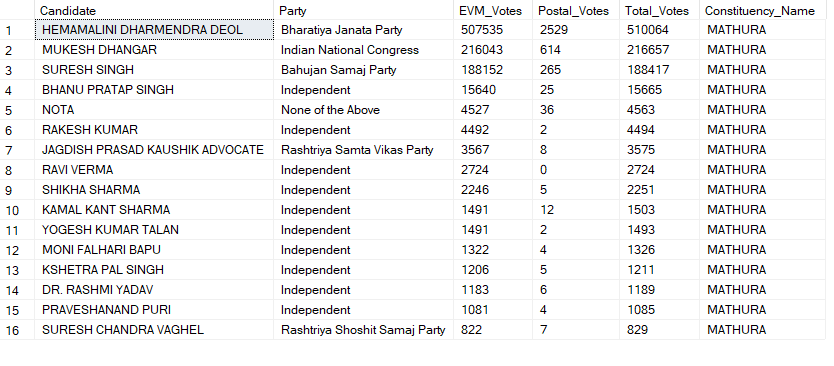 Candidate Party EVM_Votes Postal_Votes Total_Votes Constituency_Name
1 HEMAMALINI DHARMENDRA DEOL Bharatiya Janata Party 507535 2529 510064 MATHURA
2 MUKESH DHANGAR Indian National Congress 216043 614 216657 MATHURA
3 SURESH SINGH Bahujan Samaj Party 188152 265 188417 MATHURA
4 BHANU PRATAP SINGH Independent 15640 25 15665 MATHURA
5 NOTA None of the Above 4527 36 4563 MATHURA
6 RAKESH KUMAR Independent 4492 2 4494 MATHURA
7 JAGDISH PRASAD KAUSHIK ADVOCATE Rashtriya Samta Vikas Party 3567 8 3575 MATHURA
8 RAVI VERMA Independent 2724 0 2724 MATHURA
9 SHIKHA SHARMA Independent 2246 5 2251 MATHURA
10 KAMAL KANT SHARMA Independent 1491 12 1503 MATHURA
11 YOGESH KUMAR TALAN Independent 1491 2 1493 MATHURA
12 MONI FALHARI BAPU Independent 1322 4 1326 MATHURA
13 KSHETRA PAL SINGH Independent 1206 5 1211 MATHURA
14 DR. RASHMI YADAV Independent 1183 6 1189 MATHURA
15 PRAVESHANAND PURI Independent 1081 4 1085 MATHURA
16 SURESH CHANDRA VAGHEL Rashtriya Shoshit Samaj Party 822 7 829 MATHURA